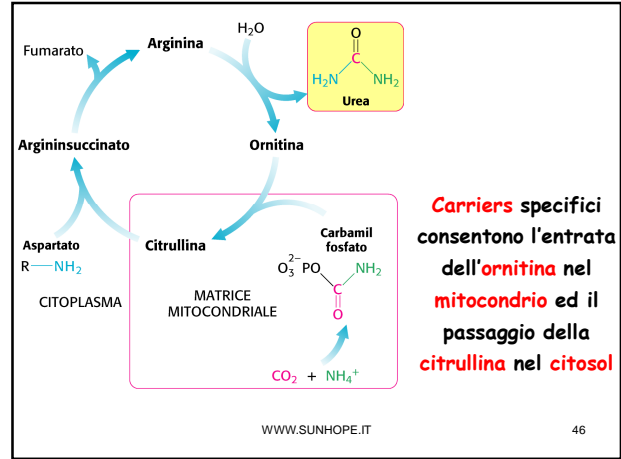 Fumarato
Arginina
H₂O
O
C
H₂N
NH₂
Urea
Argininsuccinato
Ornitina
Aspartato
R—NH₂
Citrullina
Carbamil
fosfato
O₃²⁻PO
NH₂
C
O
CITOPLASMA
MATRICE
MITOCONDRIALE
CO₂ + NH₄⁺
Carriers specifici
consentono l'entrata
dell'ornitina nel
mitocondrio ed il
passaggio della
citrullina nel citosol
WWW.SUNHOPE.IT
46